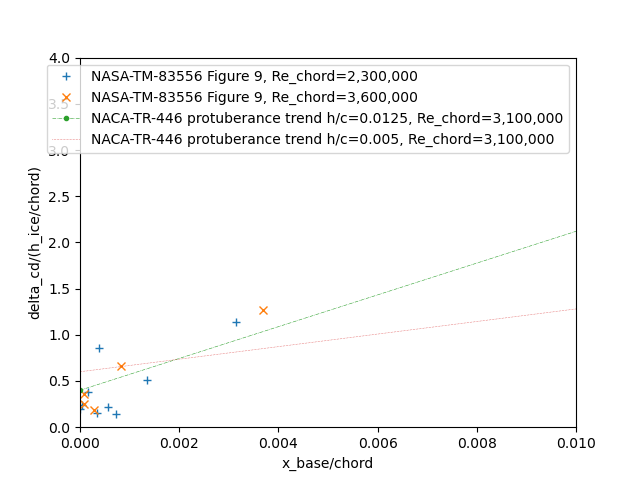 4.0
NASA-TM-83556 Figure 9, Re_chord=2,300,000
NASA-TM-83556 Figure 9, Re_chord=3,600,000
3.5
NACA-TR-446 protuberance trend h/c=0.0125, Re_chord=3,100,000
NACA-TR-446 protuberance trend h/c=0.005, Re_chord=3,100,000
3.0
2.5
2.0
1.5
1.0
0.5
0.0
delta_cd/(h_ice/chord)
0.000 0.002 0.004 0.006 0.008 0.010
x_base/chord